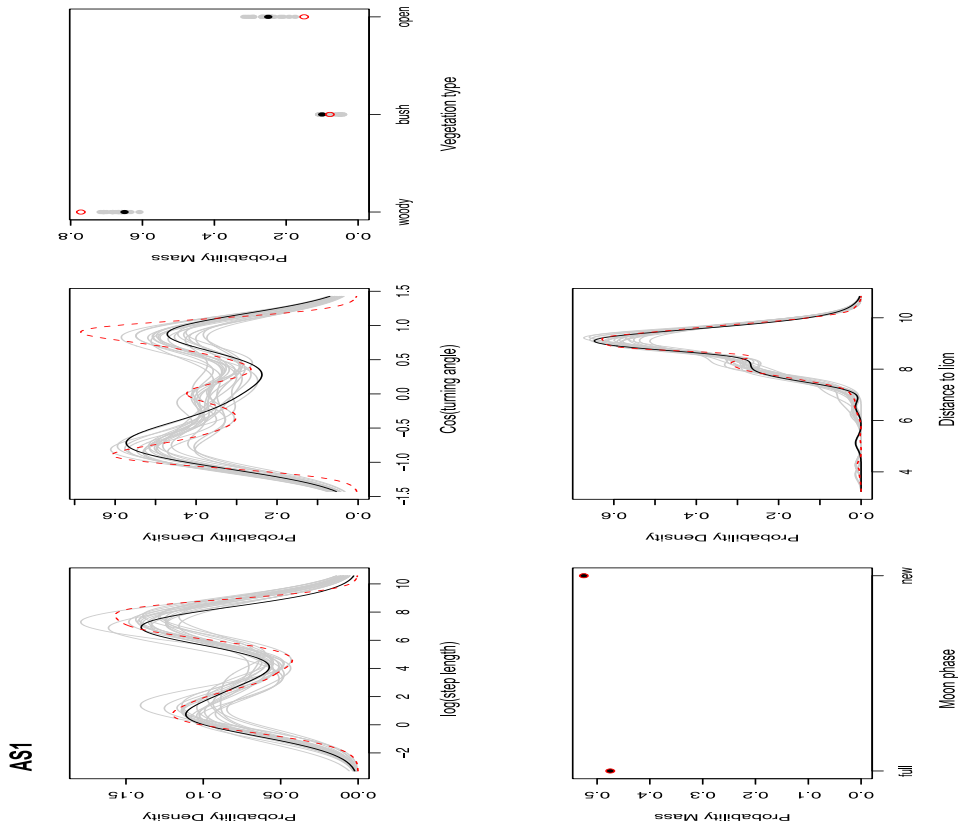 AS1
Probability Density
0.15
0.10
0.05
0.00
−2 0 2 4 6 8 10
log(step length)
Probability Density
0.6
0.4
0.2
0.0
−1.5 −1.0 −0.5 0.0 0.5 1.0 1.5
Cos(turning angle)
Probability Mass
0.8
0.6
0.4
0.2
0.0
woody bush open
Vegetation type
Probability Mass
0.5
0.4
0.3
0.2
0.1
0.0
full new
Moon phase
Probability Density
0.6
0.4
0.2
0.0
4 6 8 10
Distance to lion